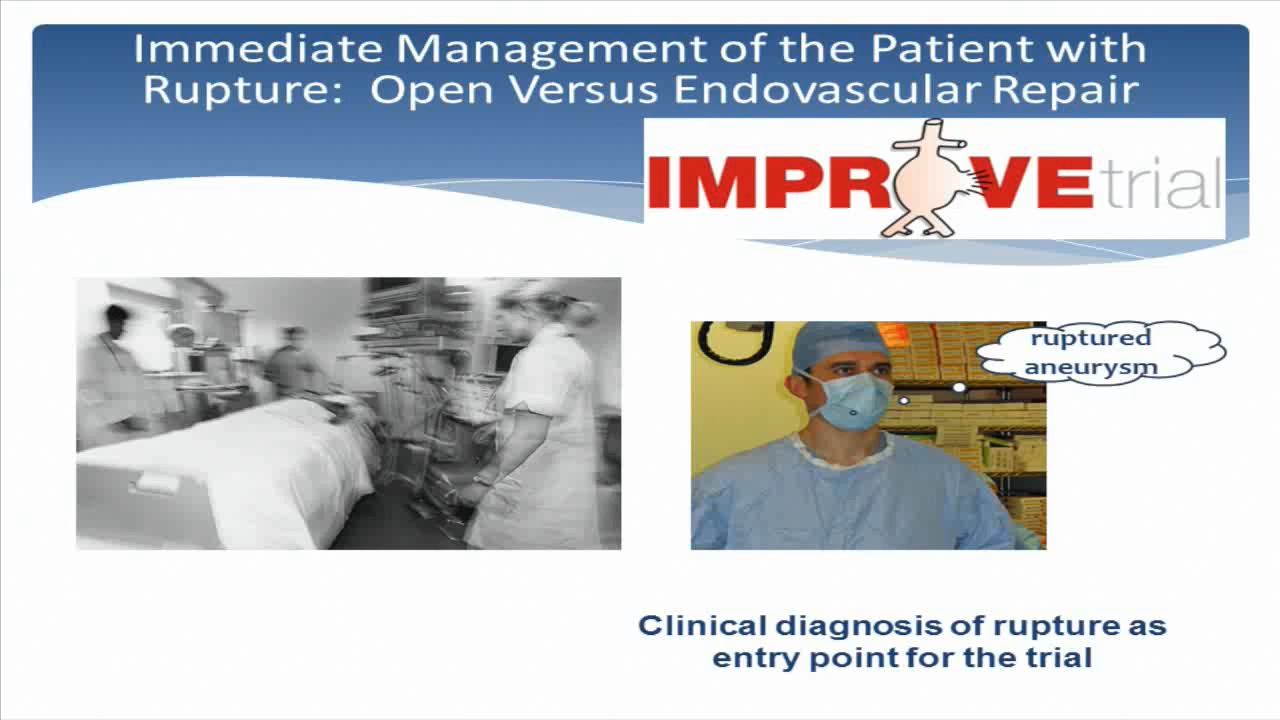 Immediate Management of the Patient with
Rupture: Open Versus Endovascular Repair
IMPROVEtrial
ruptured
aneurysm
Clinical diagnosis of rupture as
entry point for the trial